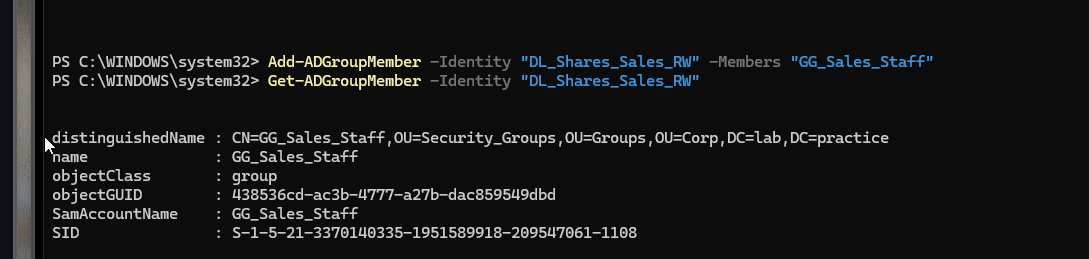 PS C:\WINDOWS\system32> Add-ADGroupMember -Identity "DL_Shares_Sales_RW" -Members "GG_Sales_Staff"
PS C:\WINDOWS\system32> Get-ADGroupMember -Identity "DL_Shares_Sales_RW"
distinguishedName : CN=GG_Sales_Staff,OU=Security_Groups,OU=Groups,OU=Corp,DC=lab,DC=practice
name              : GG_Sales_Staff
objectClass       : group
objectGUID        : 438536cd-ac3b-4777-a27b-dac859549dbd
SamAccountName    : GG_Sales_Staff
SID               : S-1-5-21-3370140335-1951589918-209547061-1108